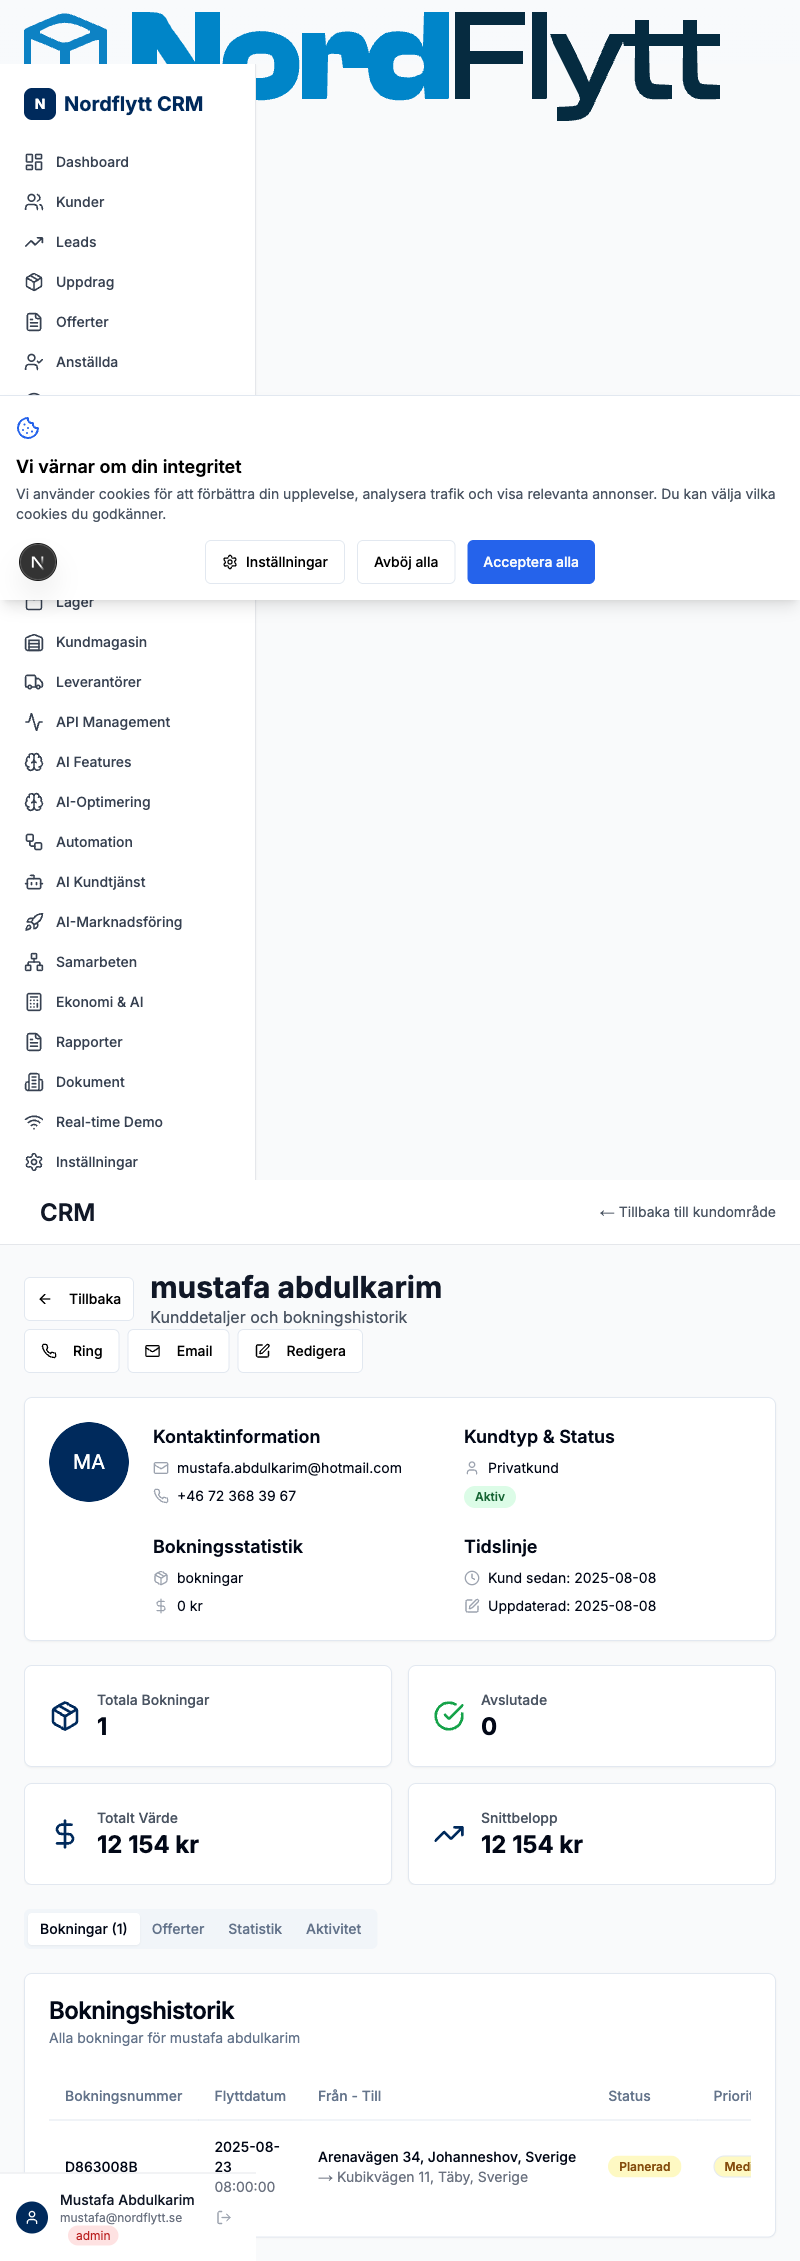 NordFlytt
N
Nordflytt CRM
Dashboard
Kunder
Leads
Uppdrag
Offerter
Anställda
Vi värnar om din integritet
Vi använder cookies för att förbättra din upplevelse, analysera trafik och visa relevanta annonser. Du kan välja vilka
cookies du godkänner.
N
Inställningar
Avböj alla
Acceptera alla
Lager
Kundmagasin
Leverantörer
API Management
AI Features
AI-Optimering
Automation
AI Kundtjänst
AI-Marknadsföring
Samarbeten
Ekonomi & AI
Rapporter
Dokument
Real-time Demo
Inställningar
CRM
← Tillbaka till kundområde
Tillbaka
mustafa abdulkarim
Kunddetaljer och bokningshistorik
Ring
Email
Redigera
MA
Kontaktinformation
mustafa.abdulkarim@hotmail.com
+46 72 368 39 67
Kundtyp & Status
Privatkund
Aktiv
Bokningsstatistik
bokningar
0 kr
Tidslinje
Kund sedan: 2025-08-08
Uppdaterad: 2025-08-08
Totala Bokningar
1
Avslutade
0
Totalt Värde
12 154 kr
Snittbelopp
12 154 kr
Bokningar (1)
Offerter
Statistik
Aktivitet
Bokningshistorik
Alla bokningar för mustafa abdulkarim
Bokningsnummer
Flyttdatum
Från - Till
Status
Priorit
D863008B
2025-08-
23
08:00:00
Arenavägen 34, Johanneshov, Sverige
→ Kubikvägen 11, Täby, Sverige
Planerad
Med
Mustafa Abdulkarim
mustafa@nordflytt.se
admin